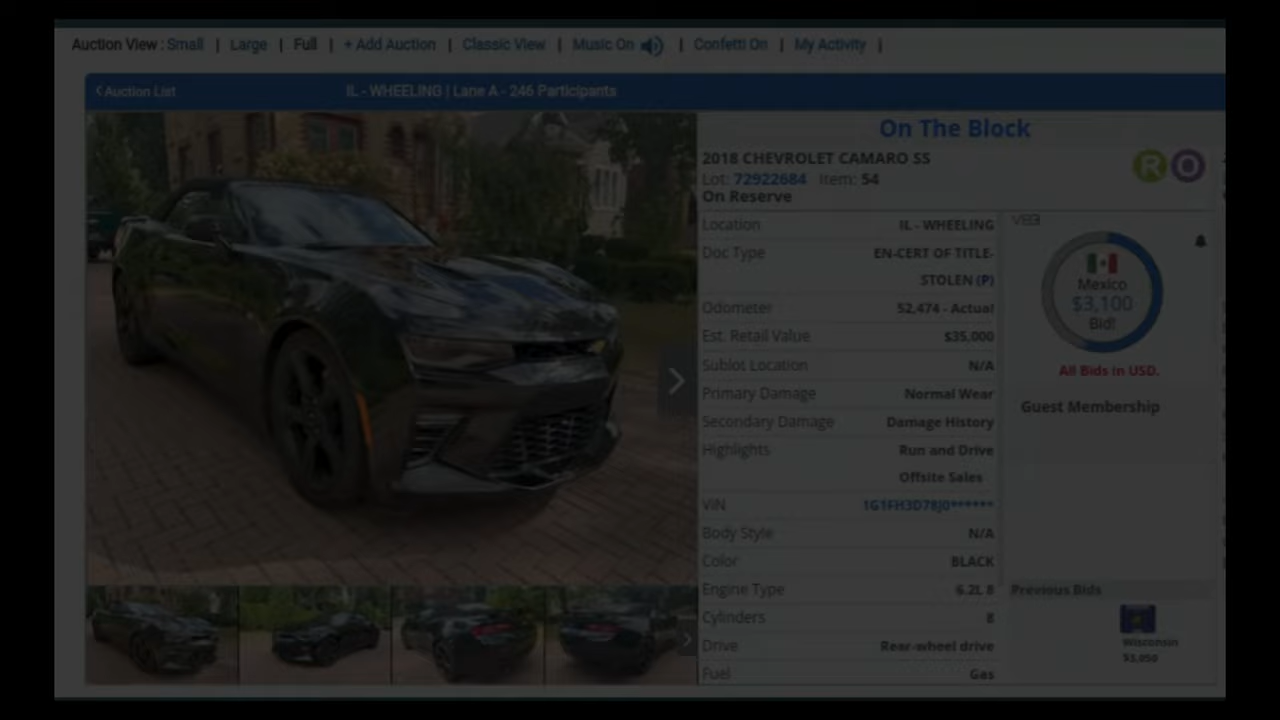 Auction View : Small | Large | Full | + Add Auction | Classic View | Music On | Confetti On | My Activity |
Auction List
IL - WHEELING | Lane A - 246 Participants
On The Block
2018 CHEVROLET CAMARO SS
R O
Lot: 72922684 Item: 54
On Reserve
Location IL - WHEELING
Doc Type EN-CERT OF TITLE-
STOLEN (P)
Odometer 52,474 - Actual
Est. Retail Value $35,000
Sublot Location N/A
Primary Damage Normal Wear
Secondary Damage Damage History
Highlights Run and Drive
Offsite Sales
VIN 1G1FH3D78J0******
Body Style N/A
Color BLACK
Engine Type 6.2L 8
Cylinders 8
Drive Rear-wheel drive
Fuel Gas
VB3
Mexico
$3,100
Bid!
All Bids in USD.
Guest Membership
Previous Bids
Wisconsin
$3,050